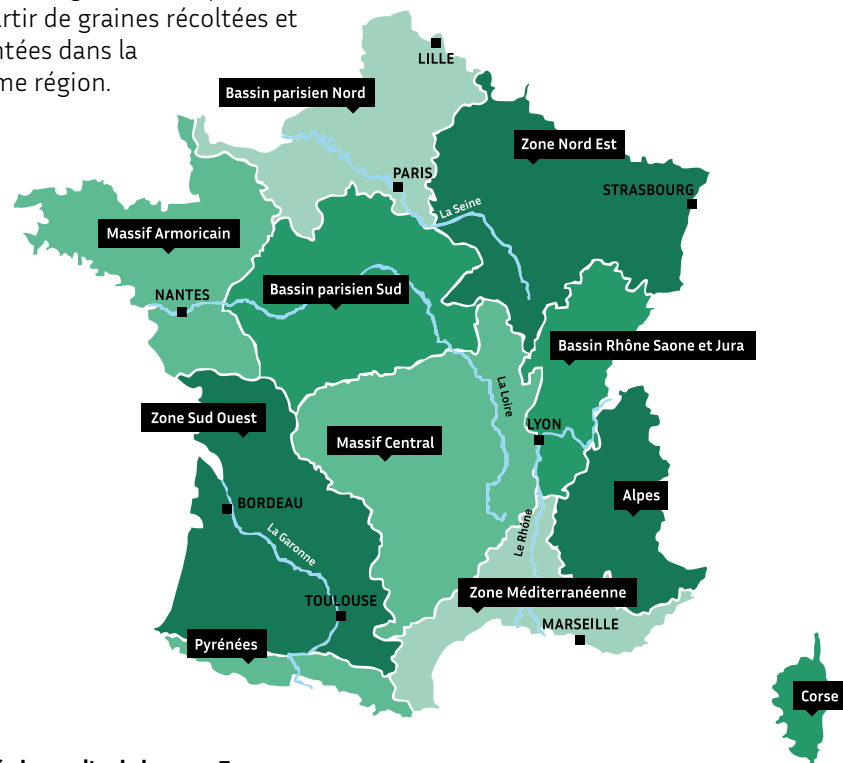 artir de graines récoltées et
ntées dans la
me région.
LILLE
Bassin parisien Nord
Zone Nord Est
PARIS
STRASBOURG
La Seine
Massif Armoricain
Bassin parisien Sud
NANTES
Bassin Rhône Saone et Jura
La Loire
Zone Sud Ouest
LYON
Massif Central
Alpes
BORDEAU
Le Rhône
La Garonne
Zone Méditerranéenne
TOULOUSE
MARSEILLE
Pyrénées
Corse